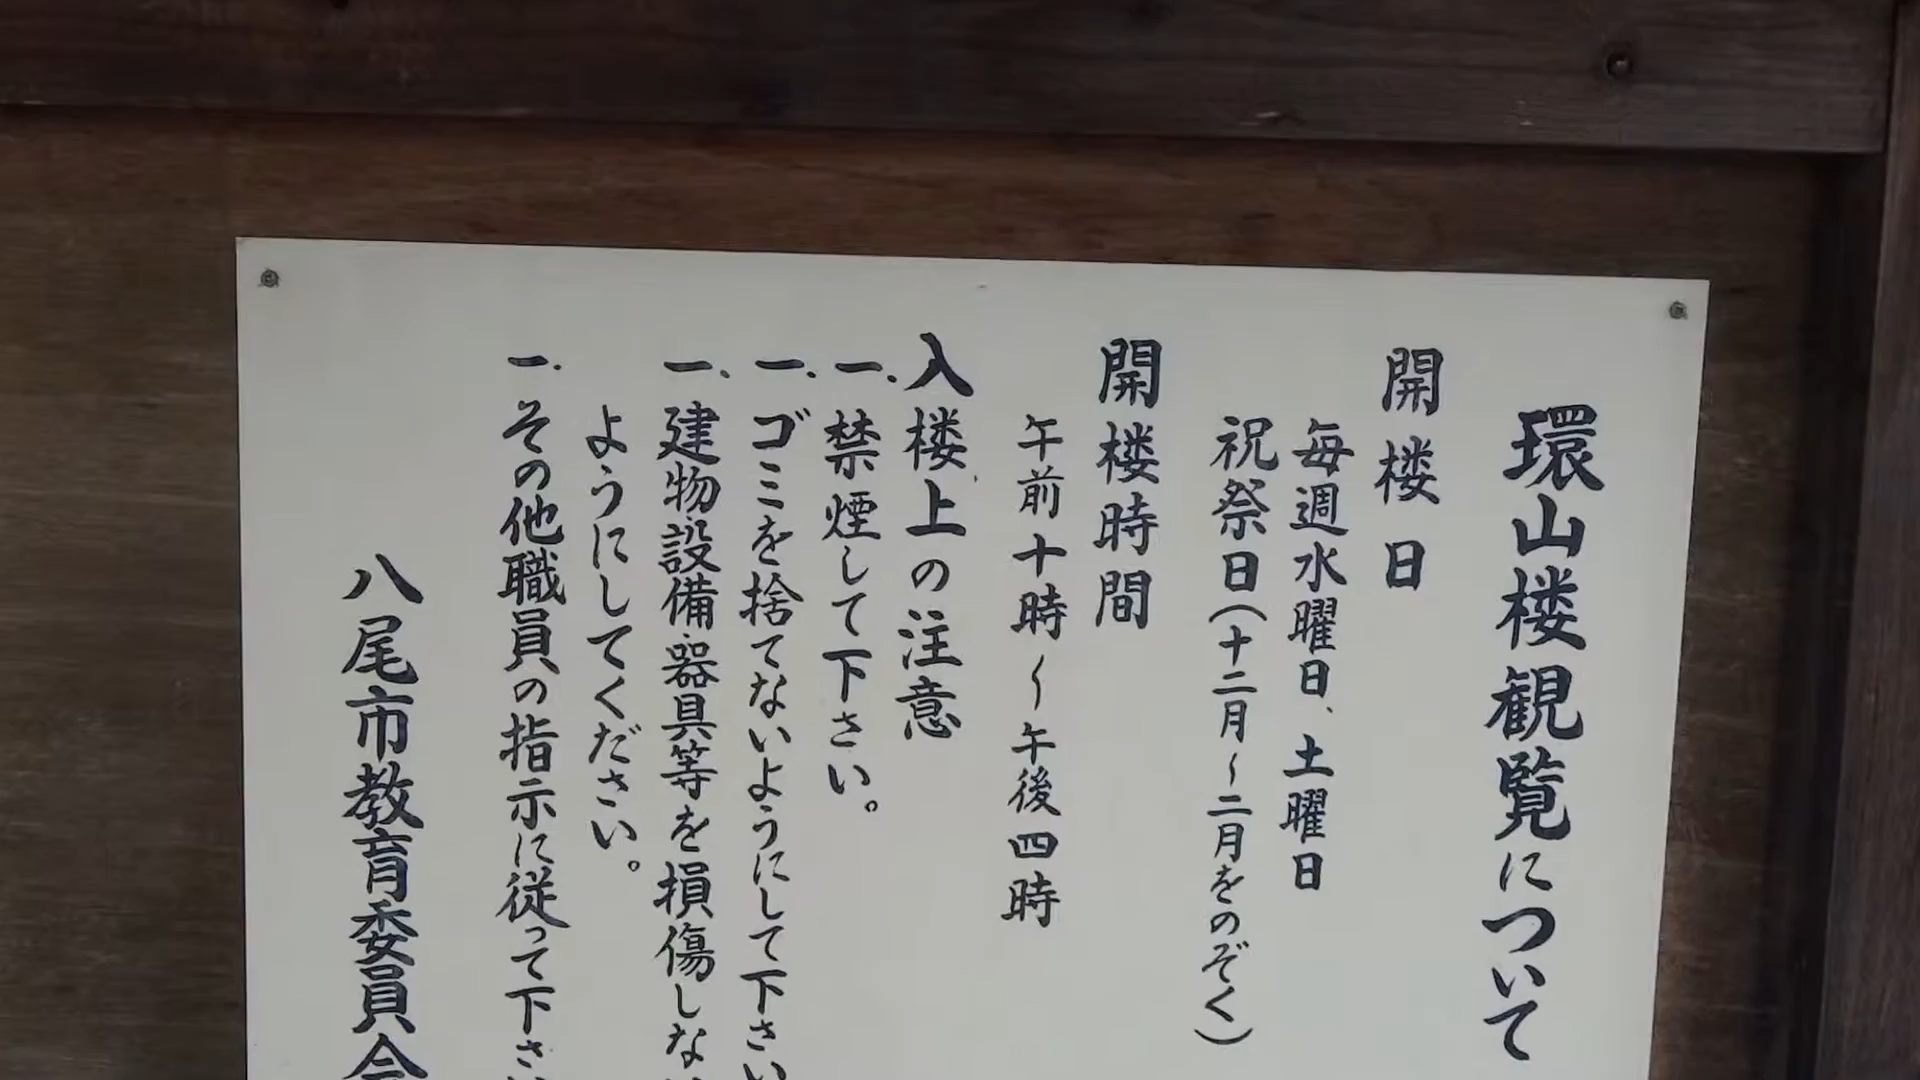 環山楼観覧について
開楼日
毎週水曜日、土曜日
祝祭日(十二月〜二月をのぞく)
開楼時間
午前十時〜午後四時
入楼上の注意
一、禁煙して下さい。
一、ゴミを捨てないようにして下さい
一、建物設備器具等を損傷しない
ようにしてください。
一、その他職員の指示に従って下さい
八尾市教育委員会